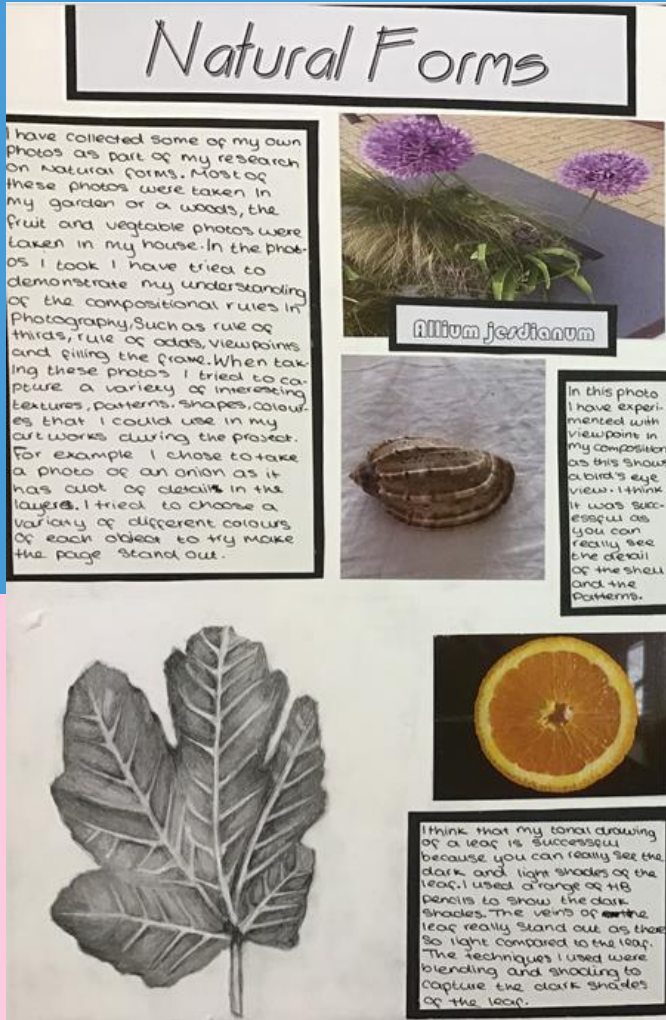 Natural Forms
I have collected some of my own
photos as part of my research
on Natural forms. Most of
these photos were taken in
my garden or a woods, the
fruit and vegtable photos were
taken in my house. In the phot-
os I took I have tried to
demonstrate my understanding
of the compositional rules in
Photography, Such as rule of
thirds, rule of odds, viewpoints
and filling the frame. When tak-
ing these photos I tried to ca-
pture a variety of interesting
textures, patterns, shapes, colour-
es that I could use in my
artworks during the project.
For example I chose to take
a photo of an onion as it
has alot of details in the
layers. I tried to choose a
variaty of different colours
of each object to try make
the page stand out.
Allium jesdianum
In this photo
I have experi-
mented with
viewpoint in
my composition
as this shows
a bird's eye
view. I think
it was succ-
essful as
you can
really see
the detail
of the shell
and the
patterns.
I think that my tonal drawing
of a leaf is successful
because you can really see the
dark and light shades of the
leaf. I used a range of HB
pencils to show the dark
shades. The veins of the
leaf really stand out as there
so light compared to the leaf.
The techniques I used were
blending and shading to
capture the dark shades
of the leaf.